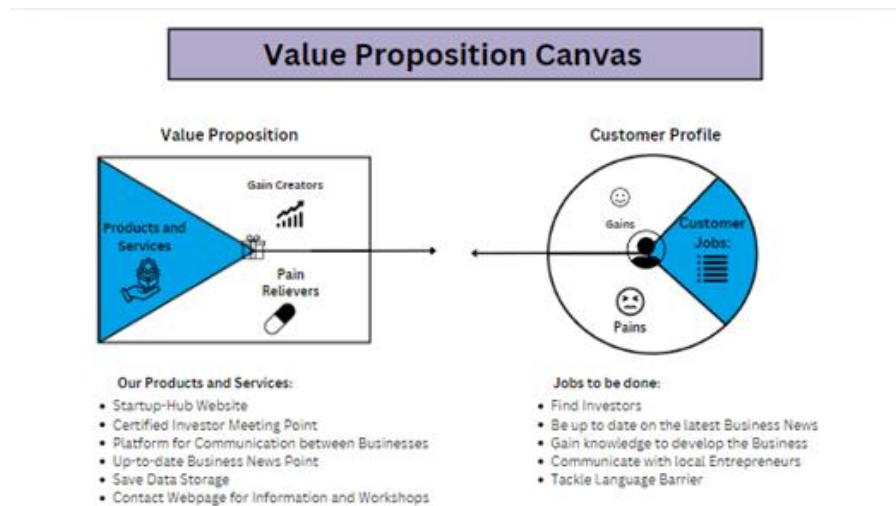 Value Proposition Canvas
Value Proposition
Gain Creators
Products and
Services
Pain
Relievers
Our Products and Services:
• Startup-Hub Website
• Certified Investor Meeting Point
• Platform for Communication between Businesses
• Up-to-date Business News Point
• Save Data Storage
• Contact Webpage for Information and Workshops
Customer Profile
Gains
Customer
Jobs:
Pains
Jobs to be done:
• Find Investors
• Be up to date on the latest Business News
• Gain knowledge to develop the Business
• Communicate with local Entrepreneurs
• Tackle Language Barrier